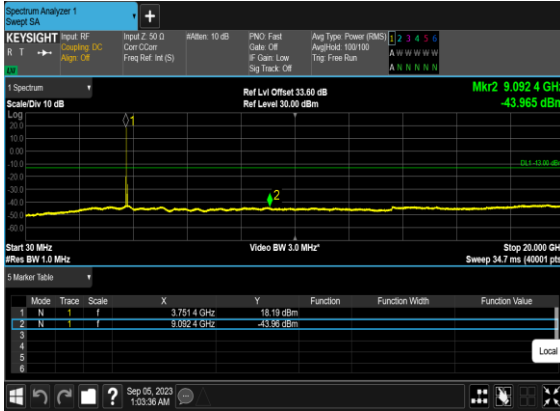 Spectrum Analyzer 1
Swept SA
+
KEYSIGHT
R T
Input: RF
Coupling: DC
Align: Off
Input Z: 50 Ω
Corr CCorr
Freq Ref: Int (S)
#Atten: 10 dB
PNO: Fast
Gate: Off
IF Gain: Low
Sig Track: Off
Avg Type: Power (RMS)
Avg|Hold: 100/100
Trig: Free Run
1 2 3 4 5 6
A W W W W W
A N N N N N
1 Spectrum
Scale/Div 10 dB
Ref Lvl Offset 33.60 dB
Ref Level 30.00 dBm
Mkr2 9.092 4 GHz
-43.965 dBm
Log
20.0
10.0
0.00
-10.0
-20.0
-30.0
-40.0
-50.0
-60.0
1
2
DL1 -13.00 dBm
Start 30 MHz
#Res BW 1.0 MHz
Video BW 3.0 MHz*
Stop 20.000 GHz
Sweep 34.7 ms (40001 pts)
5 Marker Table
Mode Trace Scale X Y Function Function Width Function Value
1 N 1 f 3.751 4 GHz 18.19 dBm
2 N 1 f 9.092 4 GHz -43.96 dBm
3
4
5
6
Local
?
Sep 05, 2023
1:03:36 AM